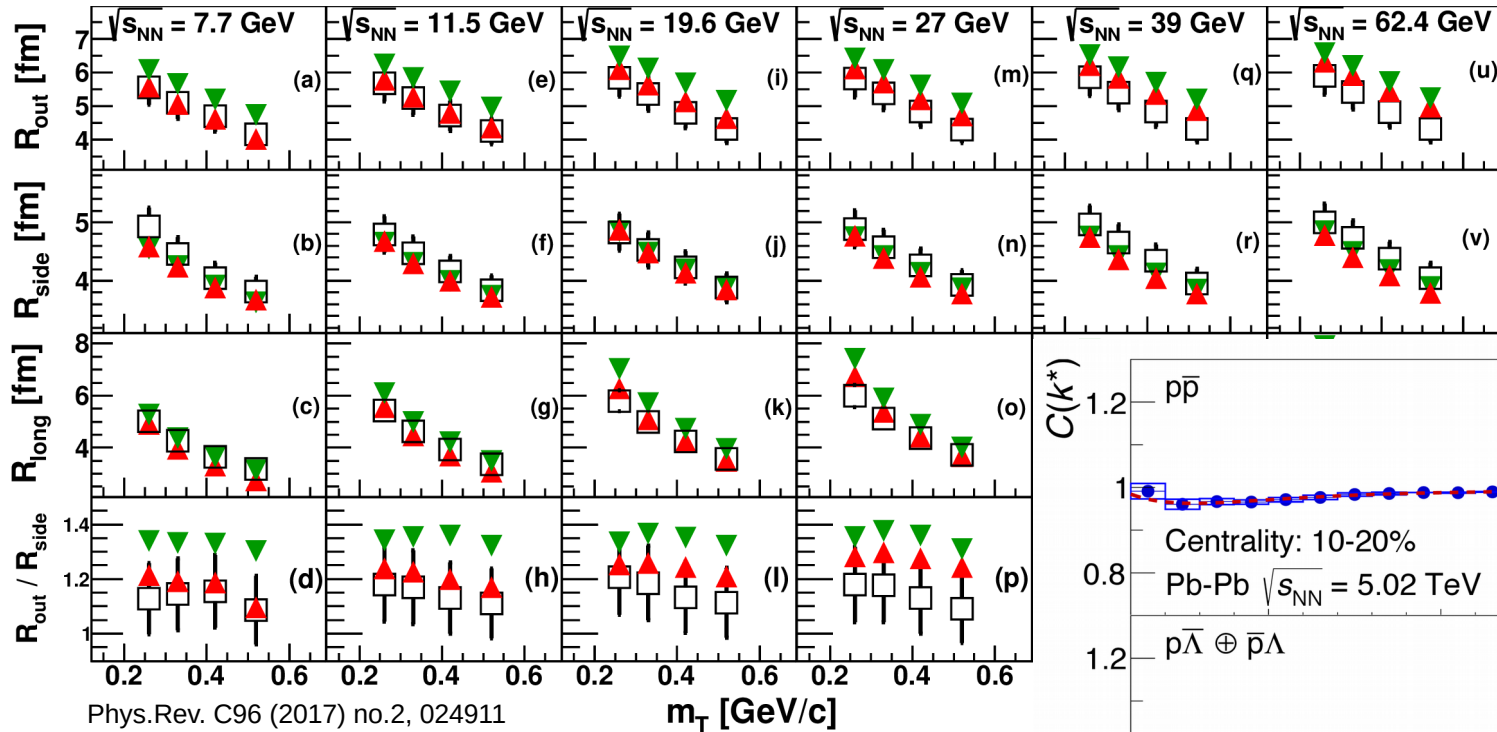 √sNN = 7.7 GeV √sNN = 11.5 GeV √sNN = 19.6 GeV √sNN = 27 GeV √sNN = 39 GeV √sNN = 62.4 GeV
Rout [fm]
7
6
5
4
(a) (e) (i) (m) (q) (u)
Rside [fm]
5
4
(b) (f) (j) (n) (r) (v)
Rlong [fm]
8
6
4
(c) (g) (k) (o)
Rout / Rside
1.4
1.2
1
(d) (h) (l) (p)
0.2 0.4 0.6 0.2 0.4 0.6 0.2 0.4 0.6 0.2 0.4 0.6
mT [GeV/c]
Phys.Rev. C96 (2017) no.2, 024911
C(k*)
1.2
1
0.8
pp̅
Centrality: 10-20%
Pb-Pb √sNN = 5.02 TeV
pΛ̅ ⊕ p̅Λ
1.2